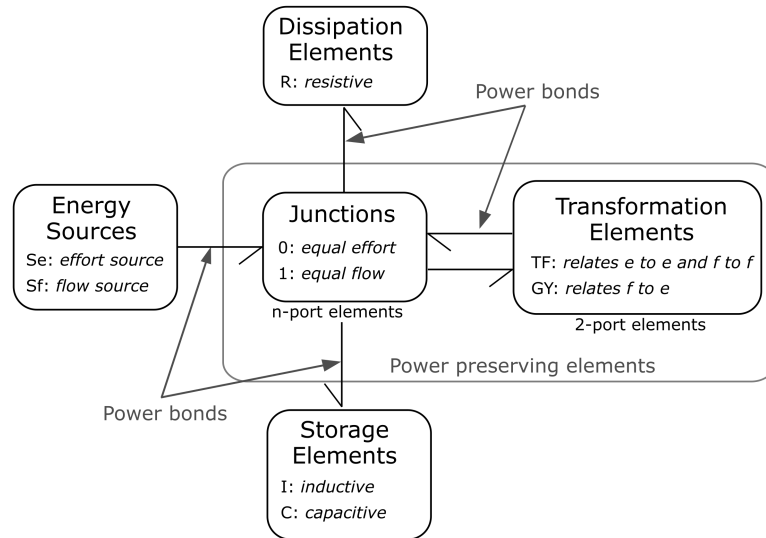 Dissipation
Elements
R: resistive
Power bonds
Energy
Sources
Se: effort source
Sf: flow source
Junctions
0: equal effort
1: equal flow
n-port elements
Transformation
Elements
TF: relates e to e and f to f
GY: relates f to e
2-port elements
Power preserving elements
Power bonds
Storage
Elements
I: inductive
C: capacitive